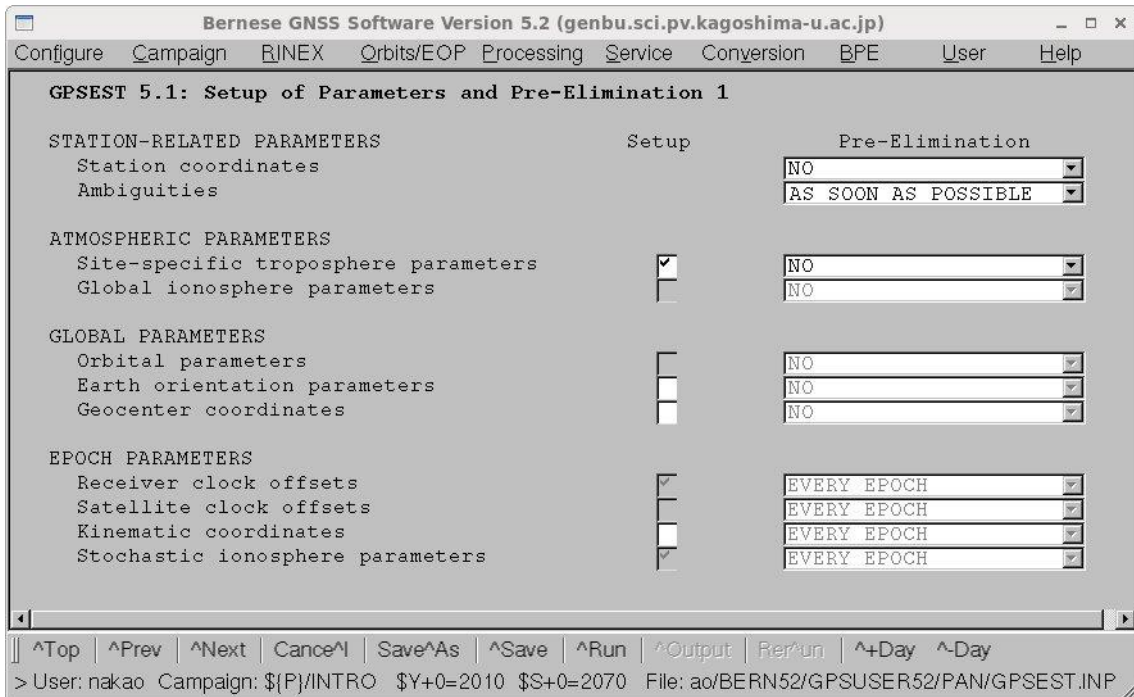 Bernese GNSS Software Version 5.2 (genbu.sci.pv.kagoshima-u.ac.jp)
Configure Campaign RINEX Orbits/EOP Processing Service Conversion BPE User Help
GPSEST 5.1: Setup of Parameters and Pre-Elimination 1
STATION-RELATED PARAMETERS Setup Pre-Elimination
Station coordinates NO
Ambiguities AS SOON AS POSSIBLE
ATMOSPHERIC PARAMETERS
Site-specific troposphere parameters NO
Global ionosphere parameters NO
GLOBAL PARAMETERS
Orbital parameters NO
Earth orientation parameters NO
Geocenter coordinates NO
EPOCH PARAMETERS
Receiver clock offsets EVERY EPOCH
Satellite clock offsets EVERY EPOCH
Kinematic coordinates EVERY EPOCH
Stochastic ionosphere parameters EVERY EPOCH
^Top | ^Prev | ^Next | Cance^l | Save^As | ^Save | ^Run | ^Output | Rer^un | ^+Day ^-Day
> User: nakao Campaign: ${P}/INTRO $Y+0=2010 $S+0=2070 File: ao/BERN52/GPSUSER52/PAN/GPSEST.INP